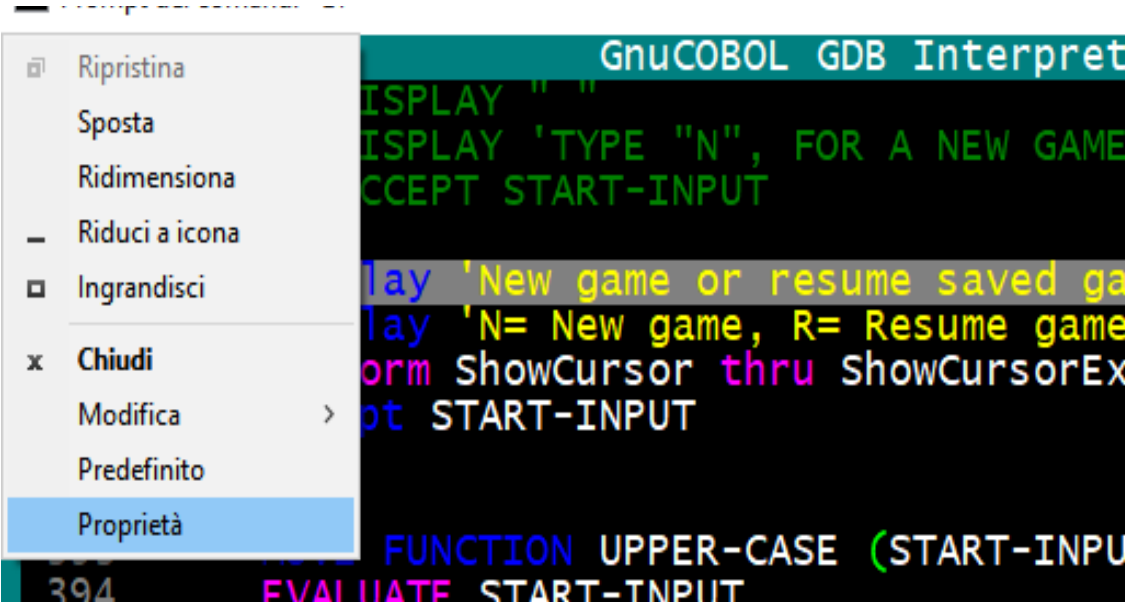 Ripristina
Sposta
Ridimensiona
Riduci a icona
Ingrandisci
Chiudi
Modifica
Predefinito
Proprietà
GnuCOBOL GDB Interpret
ISPLAY " "
ISPLAY 'TYPE "N", FOR A NEW GAME
CCEPT START-INPUT
lay 'New game or resume saved ga
lay 'N= New game, R= Resume game
orm ShowCursor thru ShowCursorEx
pt START-INPUT
FUNCTION UPPER-CASE (START-INPU
394 EVALUATE START-INPUT